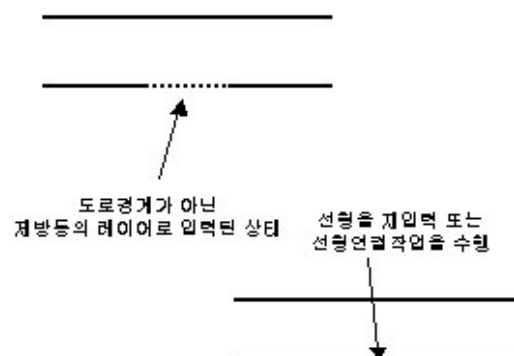 도로경계가 아닌
제방등의 레이어로 입력된 상태
선형을 재입력 또는
선형연결작업을 수행